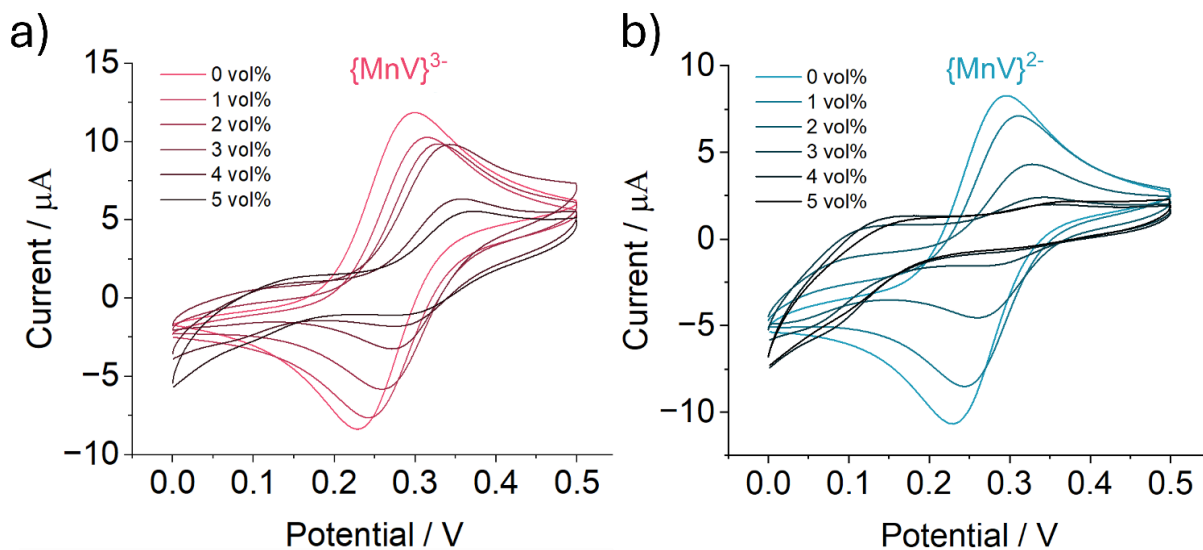 a)
{MnV}³⁻
0 vol%
1 vol%
2 vol%
3 vol%
4 vol%
5 vol%
15
10
5
0
−5
−10
Current / µA
0.0 0.1 0.2 0.3 0.4 0.5
Potential / V
b)
{MnV}²⁻
0 vol%
1 vol%
2 vol%
3 vol%
4 vol%
5 vol%
10
5
0
−5
−10
Current / µA
0.0 0.1 0.2 0.3 0.4 0.5
Potential / V